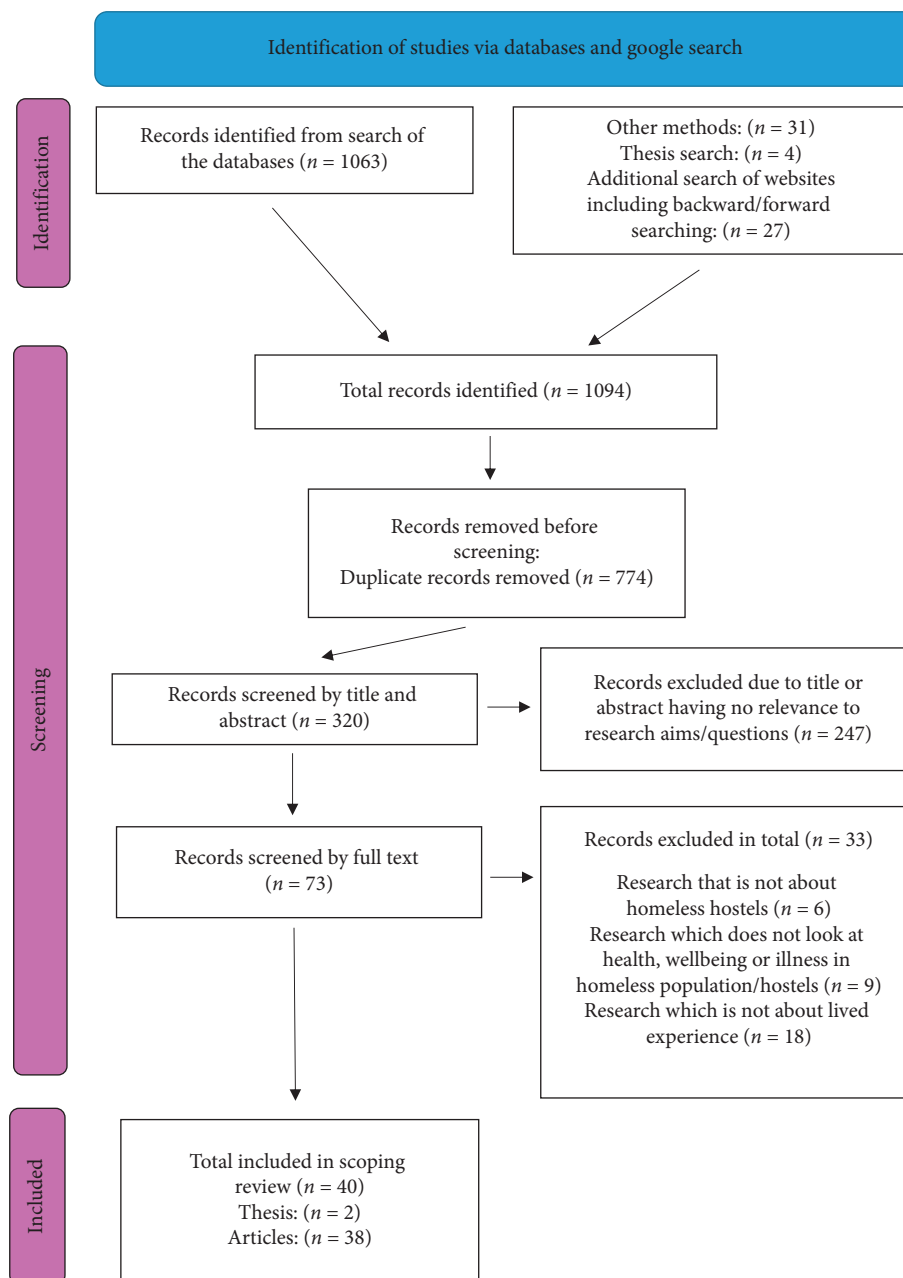 Identification of studies via databases and google search
Identification
Records identified from search of
the databases (n = 1063)
Other methods: (n = 31)
Thesis search: (n = 4)
Additional search of websites
including backward/forward
searching: (n = 27)
Screening
Total records identified (n = 1094)
Records removed before
screening:
Duplicate records removed (n = 774)
Records screened by title and
abstract (n = 320)
Records excluded due to title or
abstract having no relevance to
research aims/questions (n = 247)
Records screened by full text
(n = 73)
Records excluded in total (n = 33)
Research that is not about
homeless hostels (n = 6)
Research which does not look at
health, wellbeing or illness in
homeless population/hostels (n = 9)
Research which is not about lived
experience (n = 18)
Included
Total included in scoping
review (n = 40)
Thesis: (n = 2)
Articles: (n = 38)